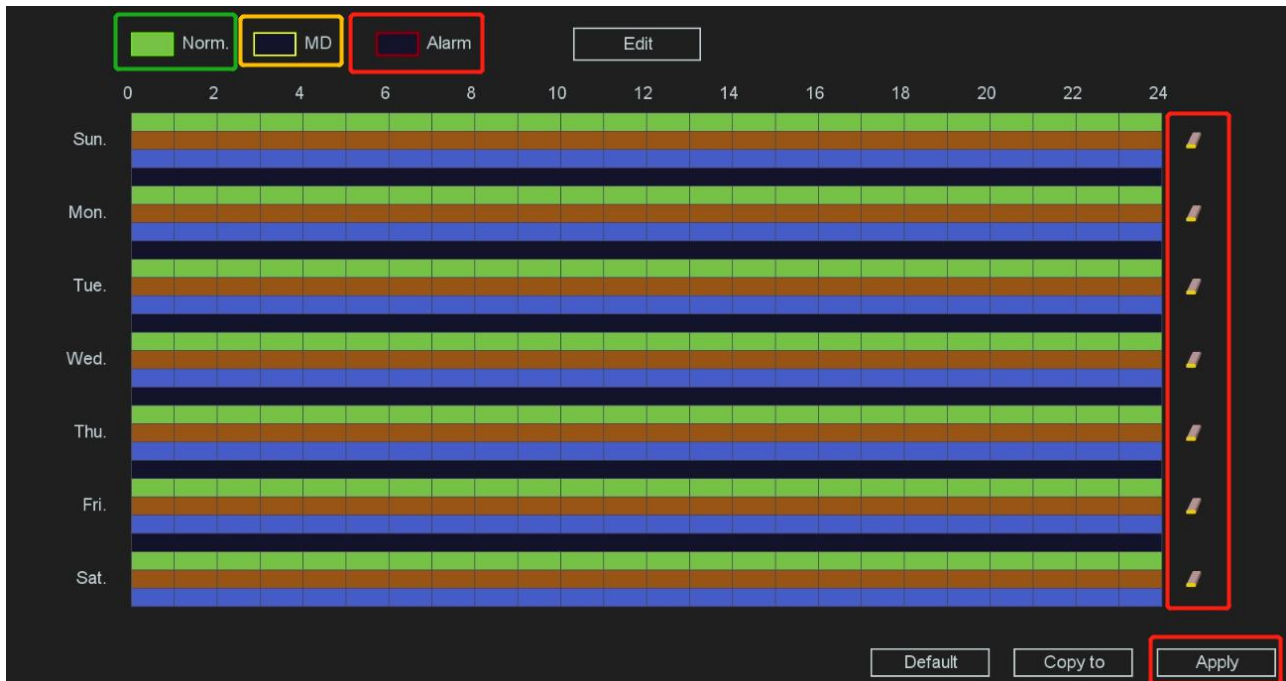 Norm. MD Alarm Edit
0 2 4 6 8 10 12 14 16 18 20 22 24
Sun.
Mon.
Tue.
Wed.
Thu.
Fri.
Sat.
Default Copy to Apply